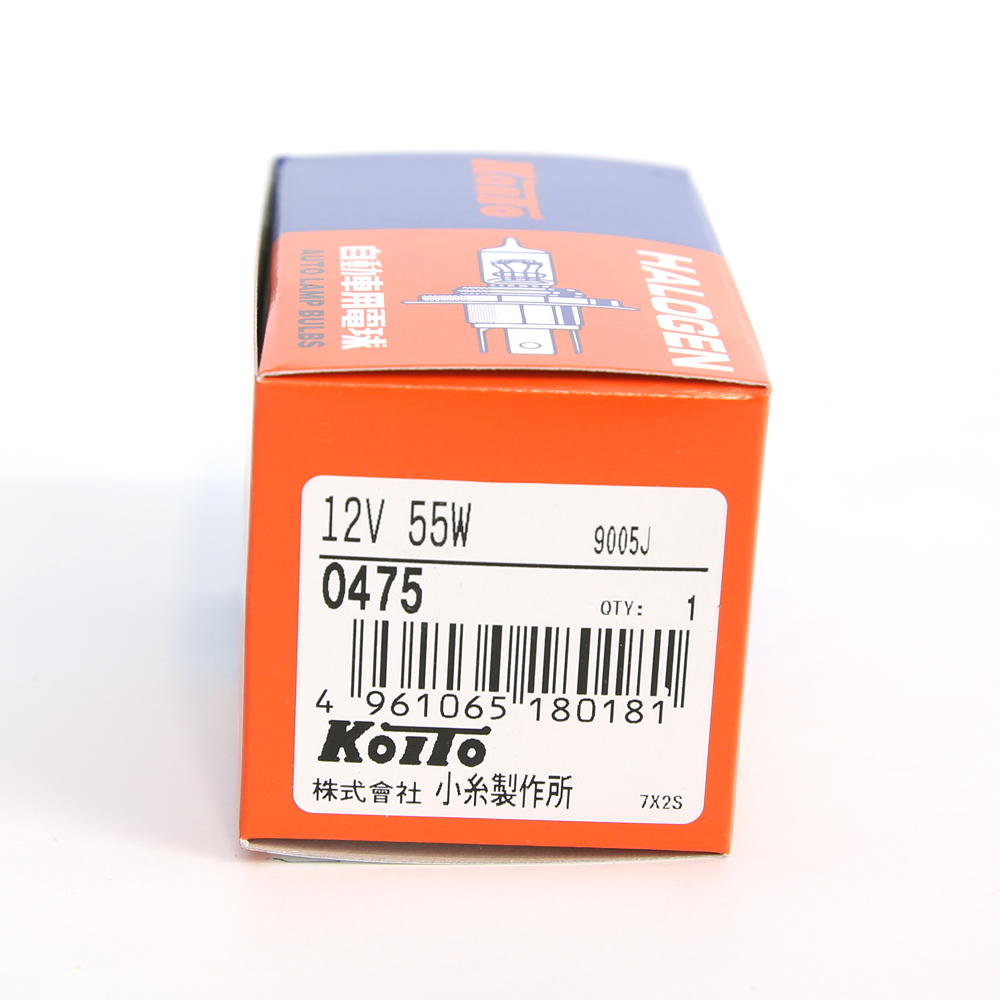 KOITO
HALOGEN
自動車用電球
AUTO LAMP BULBS
12V 55W 9005J
0475 QTY: 1
4 961065 180181
KOITO
株式會社 小糸製作所 7X2S